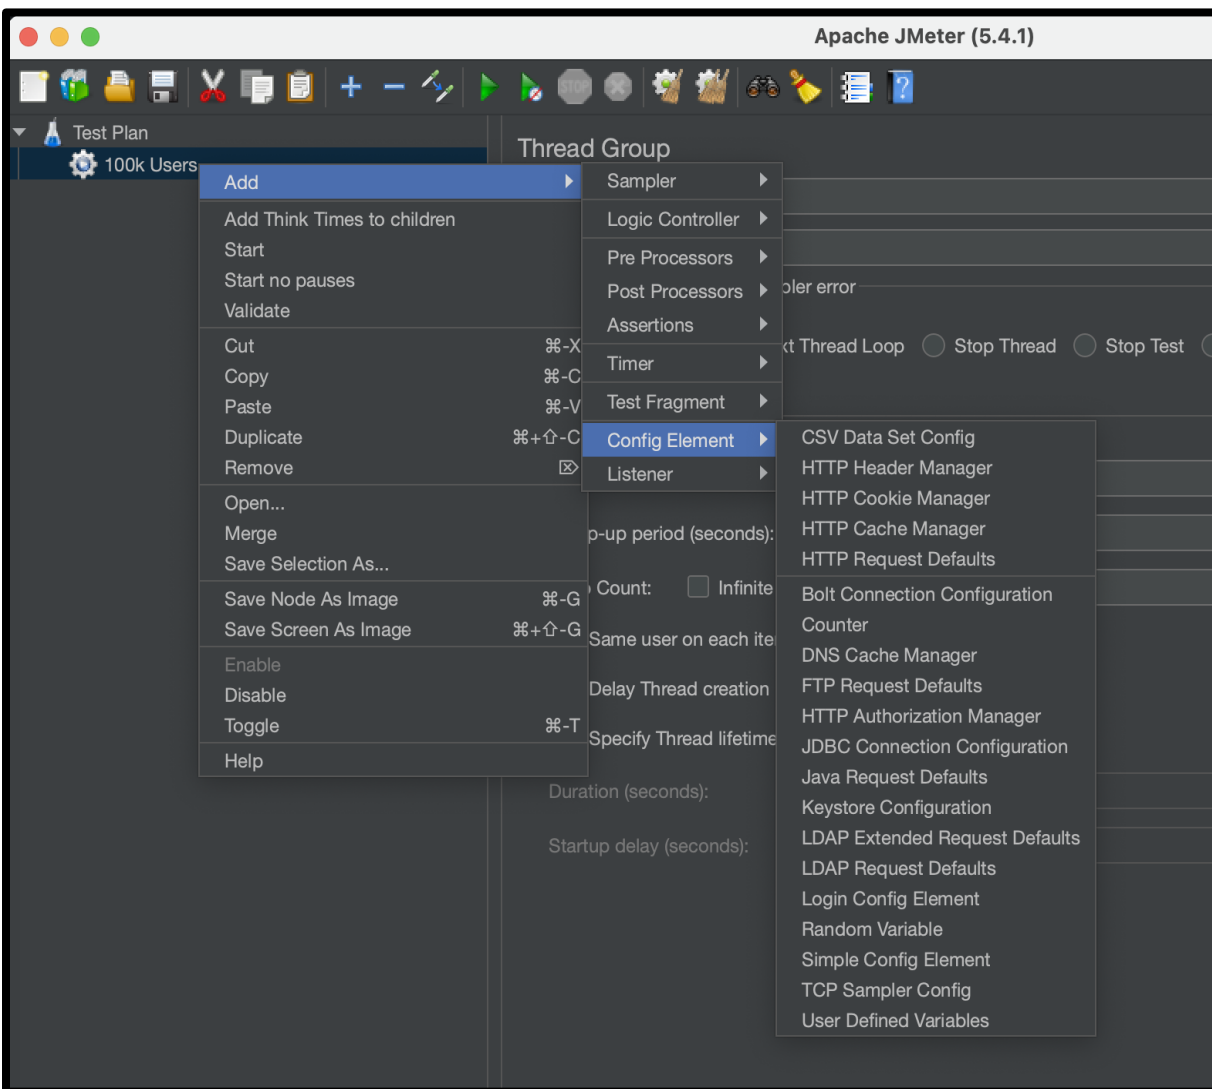 Apache JMeter (5.4.1)
STOP
Test Plan
100k Users
Thread Group
Add
Add Think Times to children
Start
Start no pauses
Validate
Cut ⌘-X
Copy ⌘-C
Paste ⌘-V
Duplicate ⌘+⇧-C
Remove ⌦
Open...
Merge
Save Selection As...
Save Node As Image ⌘-G
Save Screen As Image ⌘+⇧-G
Enable
Disable
Toggle ⌘-T
Help
Sampler
Logic Controller
Pre Processors
Post Processors
Assertions
Timer
Test Fragment
Config Element
Listener
CSV Data Set Config
HTTP Header Manager
HTTP Cookie Manager
HTTP Cache Manager
HTTP Request Defaults
Bolt Connection Configuration
Counter
DNS Cache Manager
FTP Request Defaults
HTTP Authorization Manager
JDBC Connection Configuration
Java Request Defaults
Keystore Configuration
LDAP Extended Request Defaults
LDAP Request Defaults
Login Config Element
Random Variable
Simple Config Element
TCP Sampler Config
User Defined Variables
pler error
xt Thread Loop Stop Thread Stop Test
p-up period (seconds):
Count: Infinite
Same user on each ite
Delay Thread creation
Specify Thread lifetime
Duration (seconds):
Startup delay (seconds):